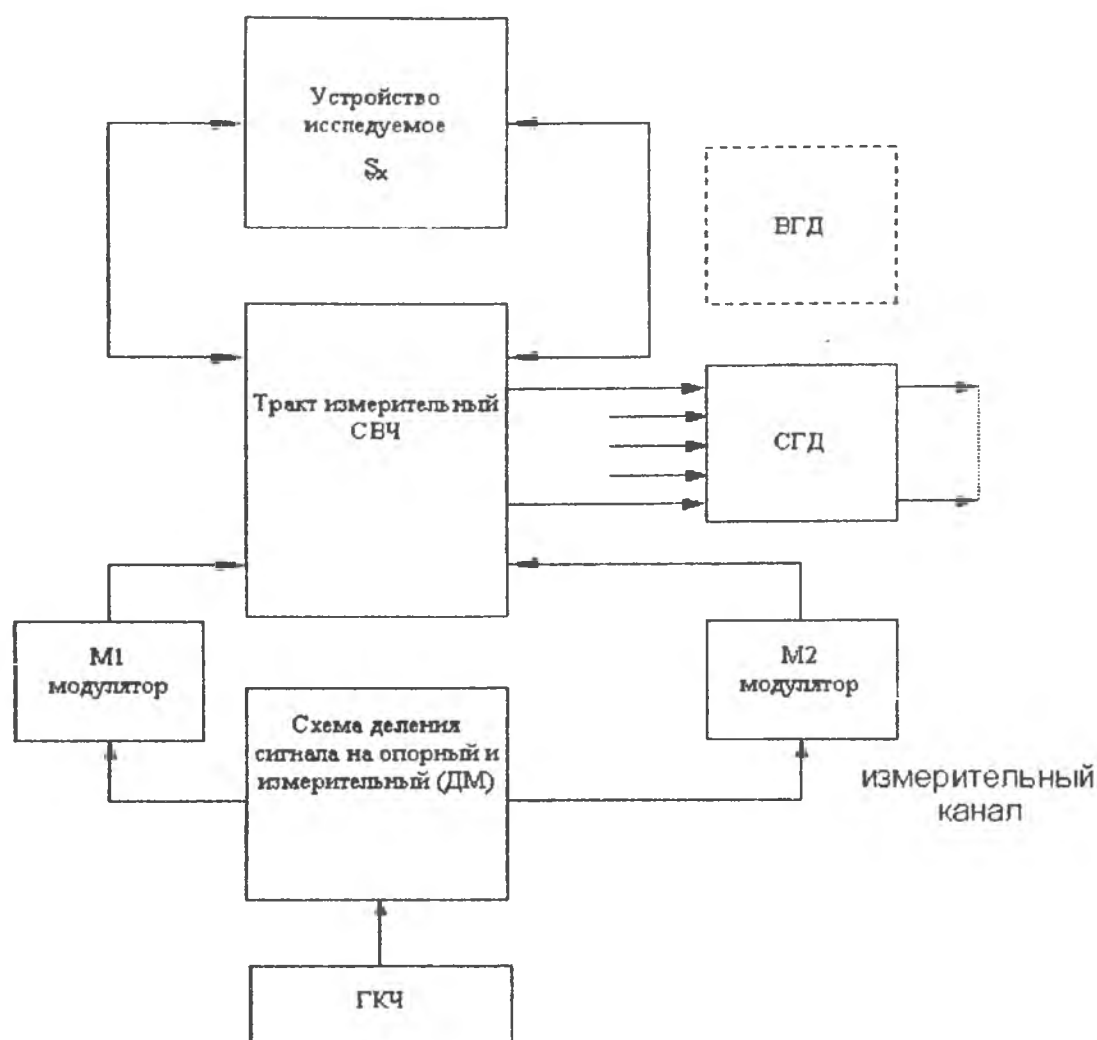 Устройство
исследуемое
Sx
ВГД
Тракт измерительный
СВЧ
СГД
М1
модулятор
М2
модулятор
Схема деления
сигнала на опорный и
измерительный (ДМ)
измерительный
канал
ГКЧ